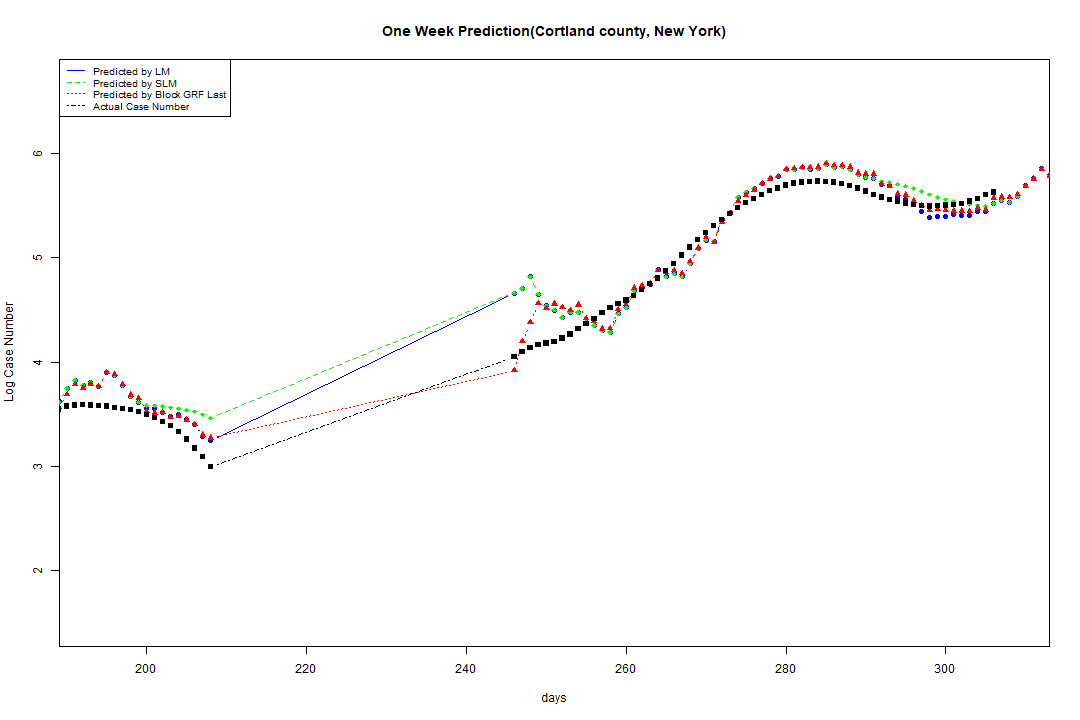 One Week Prediction(Cortland county, New York)
Predicted by LM
Predicted by SLM
Predicted by Block GRF Last
Actual Case Number
6
5
4
3
2
Log Case Number
200 220 240 260 280 300
days